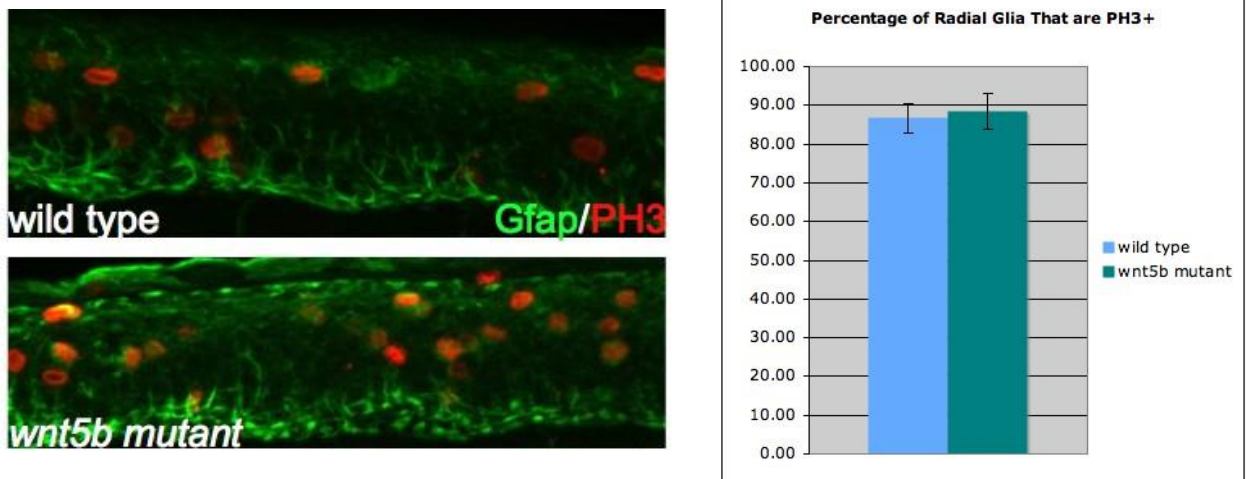 wild type
Gfap/PH3
wnt5b mutant
Percentage of Radial Glia That are PH3+
100.00
90.00
80.00
70.00
60.00
50.00
40.00
30.00
20.00
10.00
0.00
wild type
wnt5b mutant